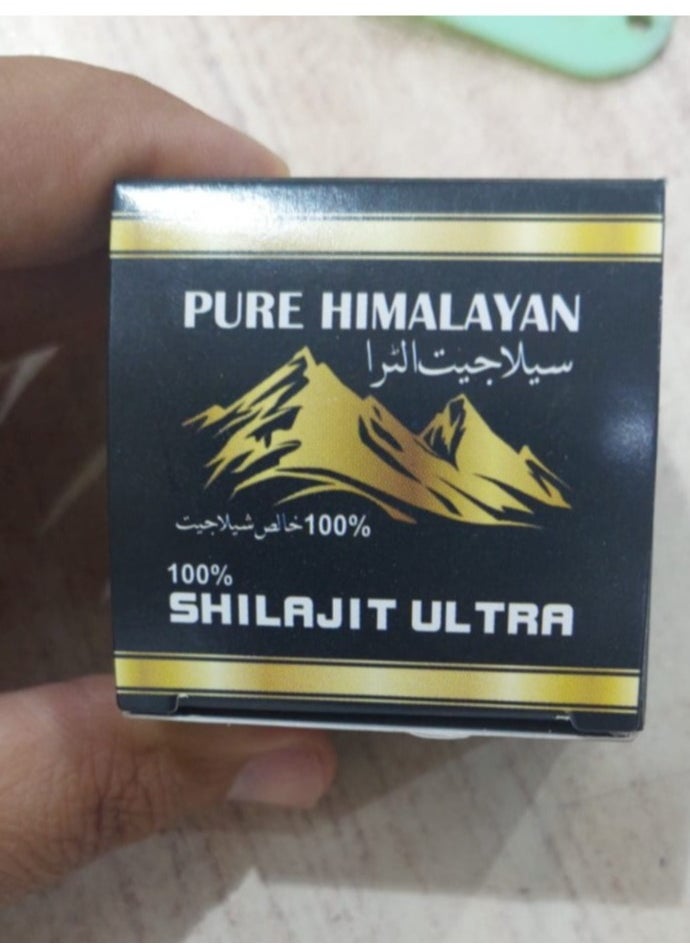 PURE HIMALAYAN
سیلاجیت الٹرا
100% خالص شیلاجیت
100%
SHILAJIT ULTRA